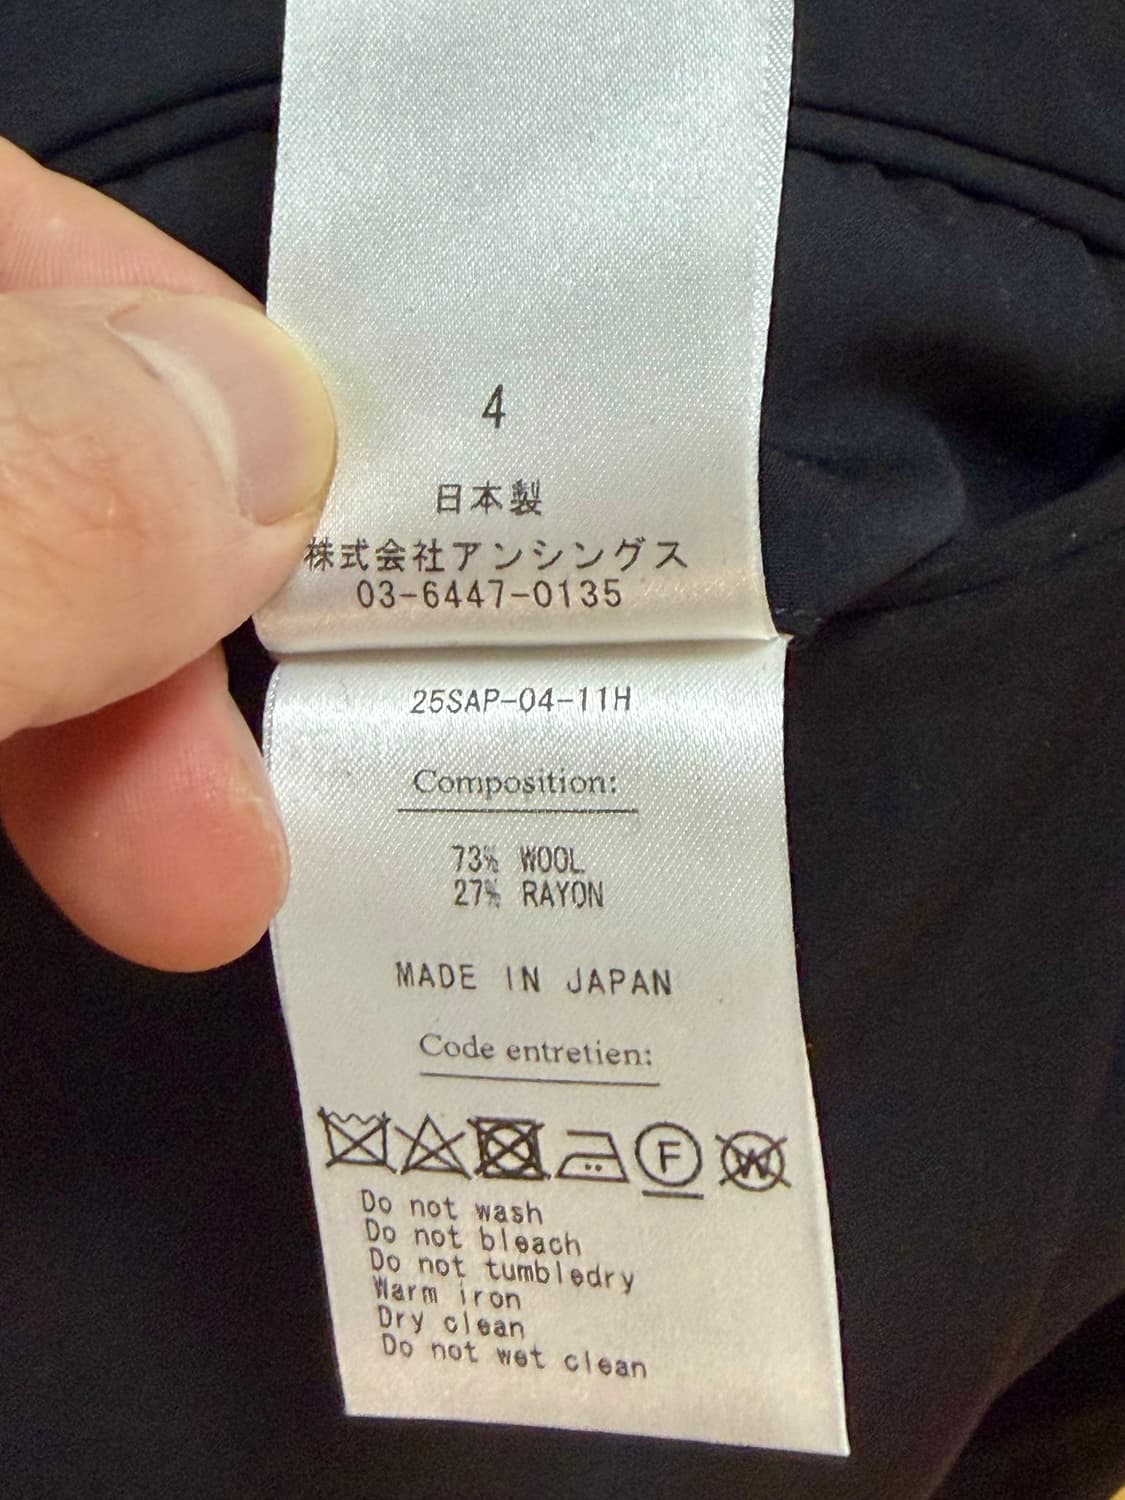 4
日本製
株式会社アンシングス
03-6447-0135
25SAP-04-11H
Composition:
73% WOOL
27% RAYON
MADE IN JAPAN
Code entretien:
F W
Do not wash
Do not bleach
Do not tumbledry
Warm iron
Dry clean
Do not wet clean